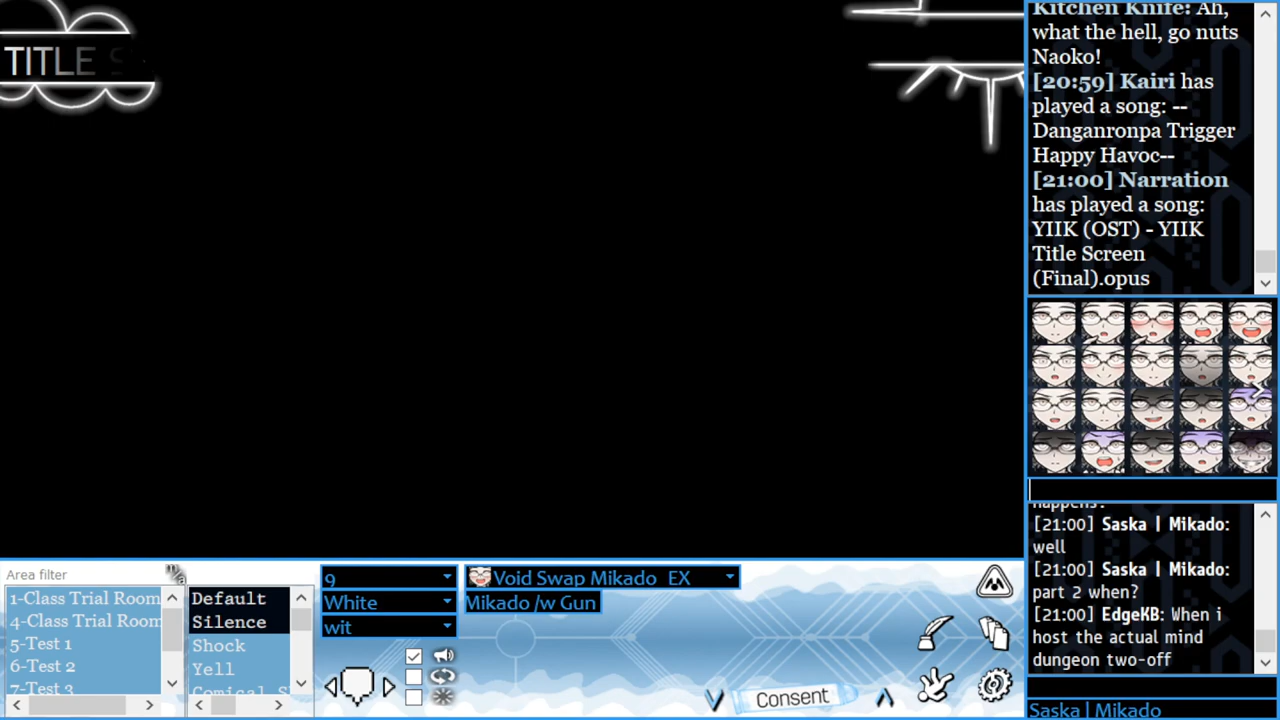 TITLE
Kitchen Knife: Ah,
what the hell, go nuts
Naoko!
[20:59] Kairi has
played a song: --
Danganronpa Trigger
Happy Havoc--
[21:00] Narration
has played a song:
YIIK (OST) - YIIK
Title Screen
(Final).opus
happens?
[21:00] Saska | Mikado:
well
[21:00] Saska | Mikado:
part 2 when?
[21:00] EdgeKB: When i
host the actual mind
dungeon two-off
Saska | Mikado
Area filter
1-Class Trial Room
4-Class Trial Room
5-Test 1
6-Test 2
7-Test 3
Default
Silence
Shock
Yell
Comical S
9
White
wit
Void Swap Mikado EX
Mikado /w Gun
Consent